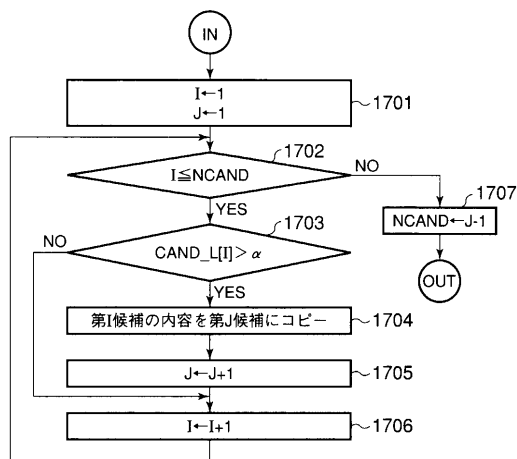 IN
I←1
J←1
1701
1702
I≦NCAND
NO
YES
1707
NCAND←J-1
1703
NO
CAND_L[I]>α
OUT
YES
第I候補の内容を第J候補にコピー
1704
J←J+1
1705
I←I+1
1706